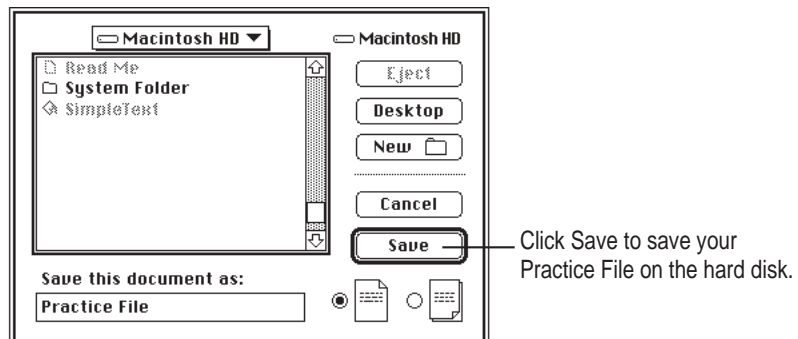 Macintosh HD
Macintosh HD
Read Me
System Folder
SimpleText
Eject
Desktop
New
Cancel
Save
Click Save to save your
Practice File on the hard disk.
Save this document as:
Practice File